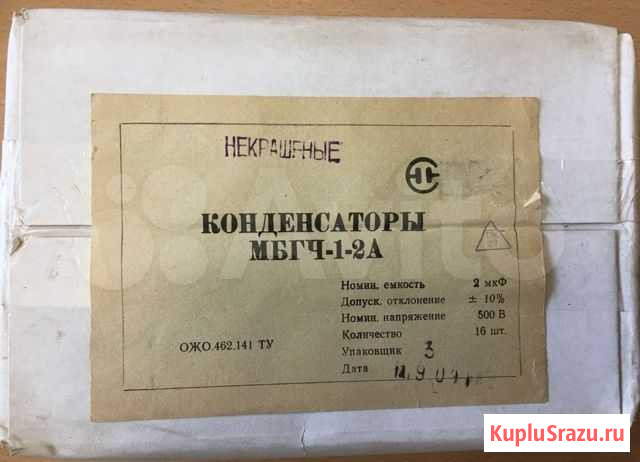 НЕКРАШЕНЫЕ
КОНДЕНСАТОРЫ
МБГЧ-1-2А
Номин. емкость 2 мкФ
Допуск. отклонение ± 10%
Номин. напряжение 500 В
Количество 16 шт.
Упаковщик 3
Дата
ОЖО.462.141 ТУ
Avito
KupluSrazu.ru